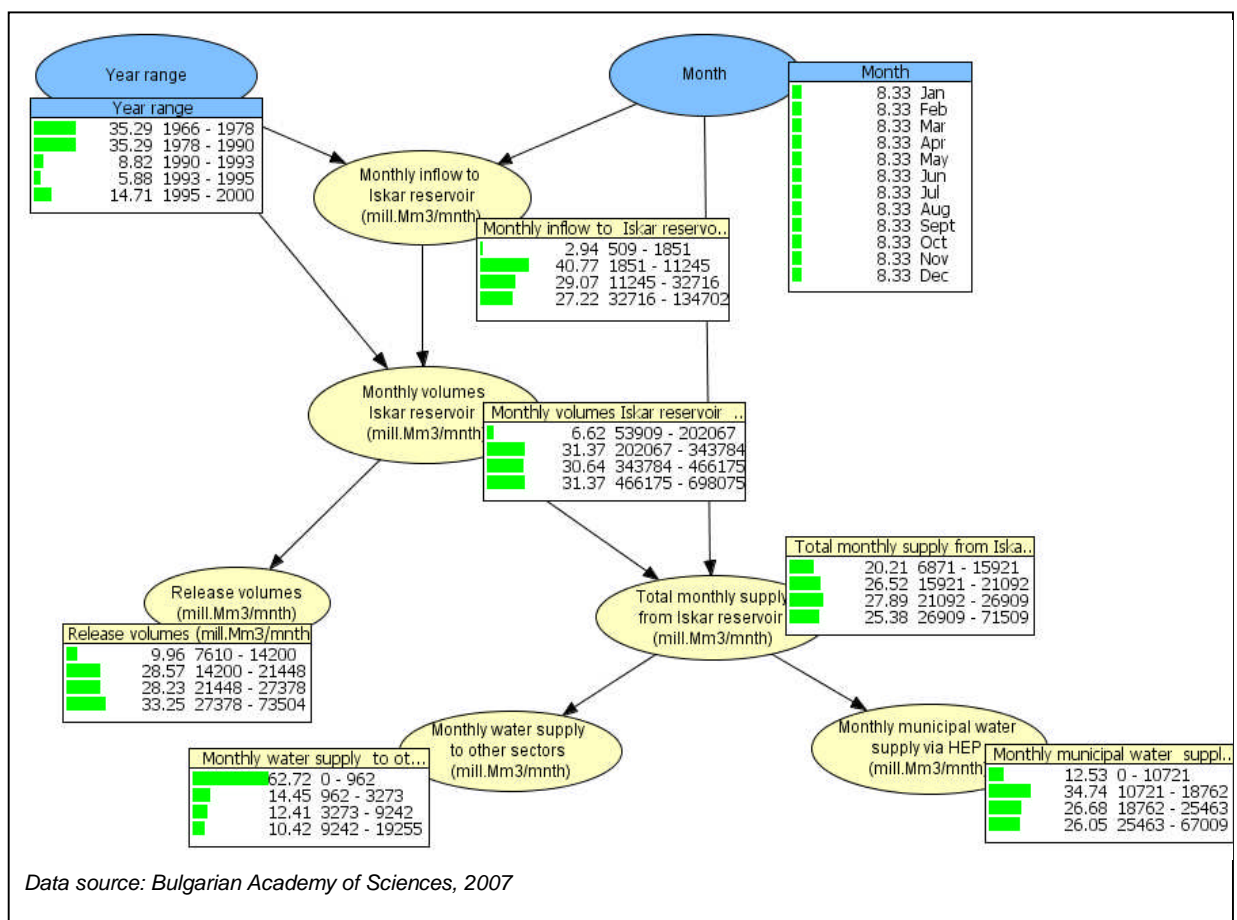 Year range
Year range
35.29 1966 - 1978
35.29 1978 - 1990
8.82 1990 - 1993
5.88 1993 - 1995
14.71 1995 - 2000
Month
Month
8.33 Jan
8.33 Feb
8.33 Mar
8.33 Apr
8.33 May
8.33 Jun
8.33 Jul
8.33 Aug
8.33 Sept
8.33 Oct
8.33 Nov
8.33 Dec
Monthly inflow to
Iskar reservoir
(mill.Mm3/mnth)
Monthly inflow to Iskar reservo...
2.94 509 - 1851
40.77 1851 - 11245
29.07 11245 - 32716
27.22 32716 - 134702
Monthly volumes
Iskar reservoir
(mill.Mm3/mnth)
Monthly volumes Iskar reservoir ...
6.62 53909 - 202067
31.37 202067 - 343784
30.64 343784 - 466175
31.37 466175 - 698075
Release volumes
(mill.Mm3/mnth)
Release volumes (mill.Mm3/mnth
9.96 7610 - 14200
28.57 14200 - 21448
28.23 21448 - 27378
33.25 27378 - 73504
Total monthly supply
from Iskar reservoir
(mill.Mm3/mnth)
Total monthly supply from Iska...
20.21 6871 - 15921
26.52 15921 - 21092
27.89 21092 - 26909
25.38 26909 - 71509
Monthly water supply
to other sectors
(mill.Mm3/mnth)
Monthly water supply to ot...
62.72 0 - 962
14.45 962 - 3273
12.41 3273 - 9242
10.42 9242 - 19255
Monthly municipal water
supply via HEP
(mill.Mm3/mnth)
Monthly municipal water suppl...
12.53 0 - 10721
34.74 10721 - 18762
26.68 18762 - 25463
26.05 25463 - 67009
Data source: Bulgarian Academy of Sciences, 2007